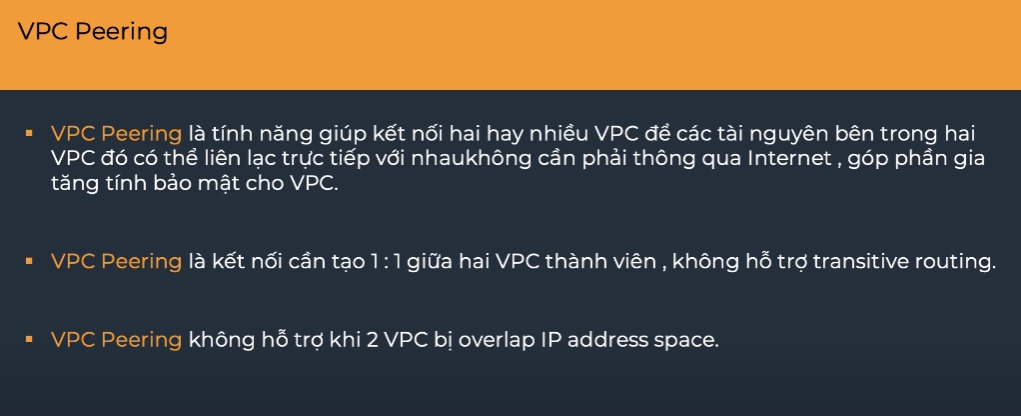 VPC Peering
▪ VPC Peering là tính năng giúp kết nối hai hay nhiều VPC để các tài nguyên bên trong hai
VPC đó có thể liên lạc trực tiếp với nhaukhông cần phải thông qua Internet , góp phần gia
tăng tính bảo mật cho VPC.
▪ VPC Peering là kết nối cần tạo 1 : 1 giữa hai VPC thành viên , không hỗ trợ transitive routing.
▪ VPC Peering không hỗ trợ khi 2 VPC bị overlap IP address space.